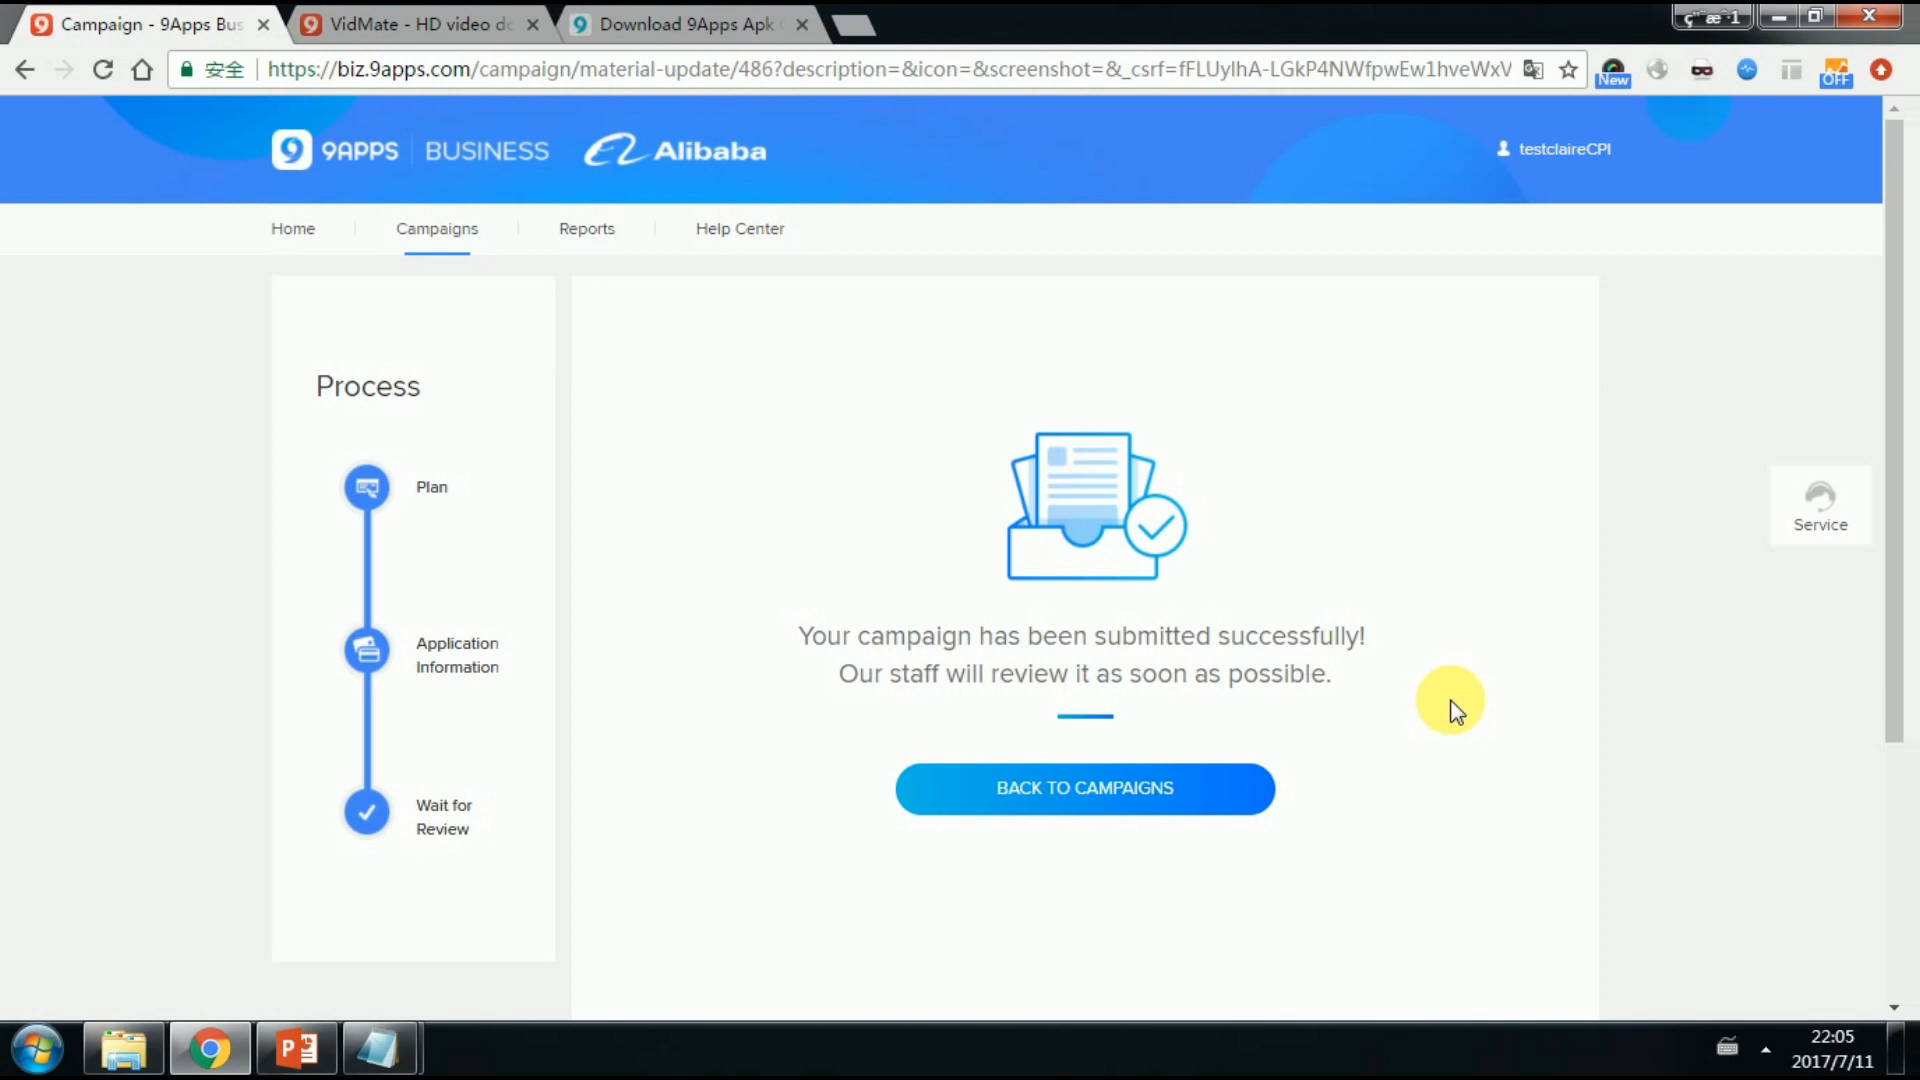 Campaign - 9Apps Bus
VidMate - HD video do
Download 9Apps Apk
安全
https://biz.9apps.com/campaign/material-update/486?description=&icon=&screenshot=&_csrf=fFLUylhA-LGkP4NWfpwEw1hveWxV
New
OFF
9 9APPS BUSINESS Alibaba
testclaireCPI
Home
Campaigns
Reports
Help Center
Process
Plan
Application
Information
Wait for
Review
Your campaign has been submitted successfully!
Our staff will review it as soon as possible.
BACK TO CAMPAIGNS
Service
22:05
2017/7/11